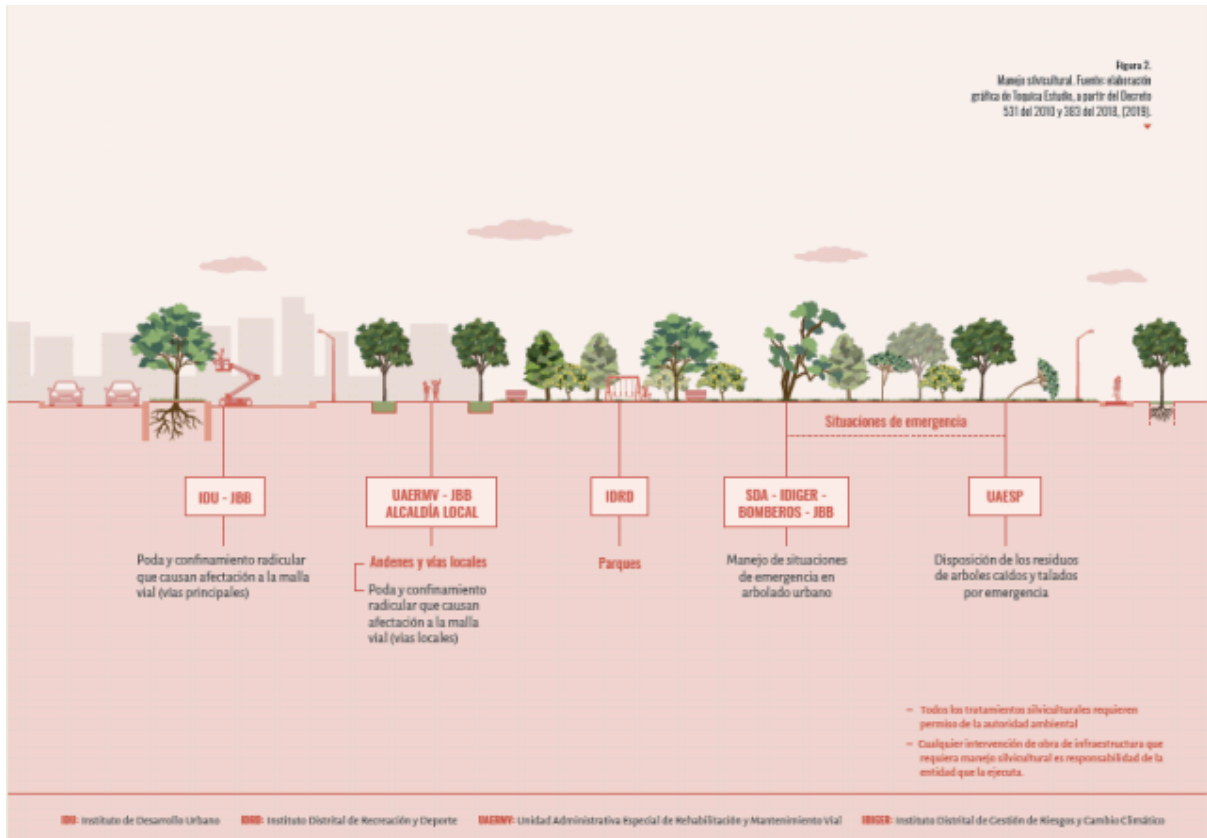 Figura 2.
Manejo silvicultural. Fuente: elaboración
gráfica de Toquica Estudio, a partir del Decreto
531 del 2010 y 383 del 2018, (2019).
Situaciones de emergencia
IDU - JBB
UAERMV - JBB
ALCALDÍA LOCAL
IDRD
SDA - IDIGER -
BOMBEROS - JBB
UAESP
Poda y confinamiento radicular
que causan afectación a la malla
vial (vías principales)
Andenes y vías locales
Poda y confinamiento
radicular que causan
afectación a la malla
vial (vías locales)
Parques
Manejo de situaciones
de emergencia en
arbolado urbano
Disposición de los residuos
de arboles caídos y talados
por emergencia
– Todos los tratamientos silviculturales requieren
permiso de la autoridad ambiental
– Cualquier intervención de obra de infraestructura que
requiera manejo silvicultural es responsabilidad de la
entidad que la ejecuta.
IDU: Instituto de Desarrollo Urbano IDRD: Instituto Distrital de Recreación y Deporte UAERMV: Unidad Administrativa Especial de Rehabilitación y Mantenimiento Vial IDIGER: Instituto Distrital de Gestión de Riesgos y Cambio Climático